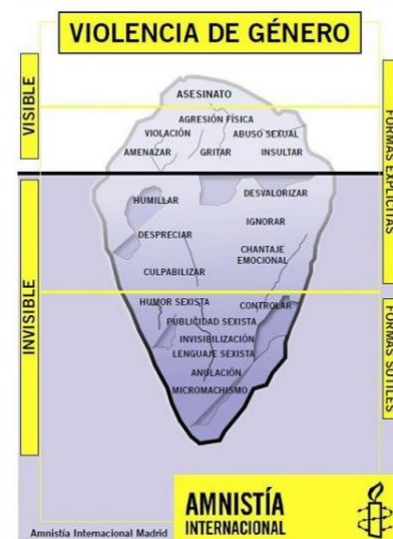 VIOLENCIA DE GÉNERO
VISIBLE
ASESINATO
AGRESIÓN FÍSICA
VIOLACIÓN
ABUSO SEXUAL
AMENAZAR
GRITAR
INSULTAR
FORMAS EXPLÍCITAS
INVISIBLE
HUMILLAR
DESVALORIZAR
IGNORAR
DESPRECIAR
CHANTAJE
EMOCIONAL
CULPABILIZAR
HUMOR SEXISTA
CONTROLAR
PUBLICIDAD SEXISTA
INVISIBILIZACIÓN
LENGUAJE SEXISTA
ANULACIÓN
MICROMACHISMO
FORMAS SUTILES
Amnistía Internacional Madrid
AMNISTÍA
INTERNACIONAL